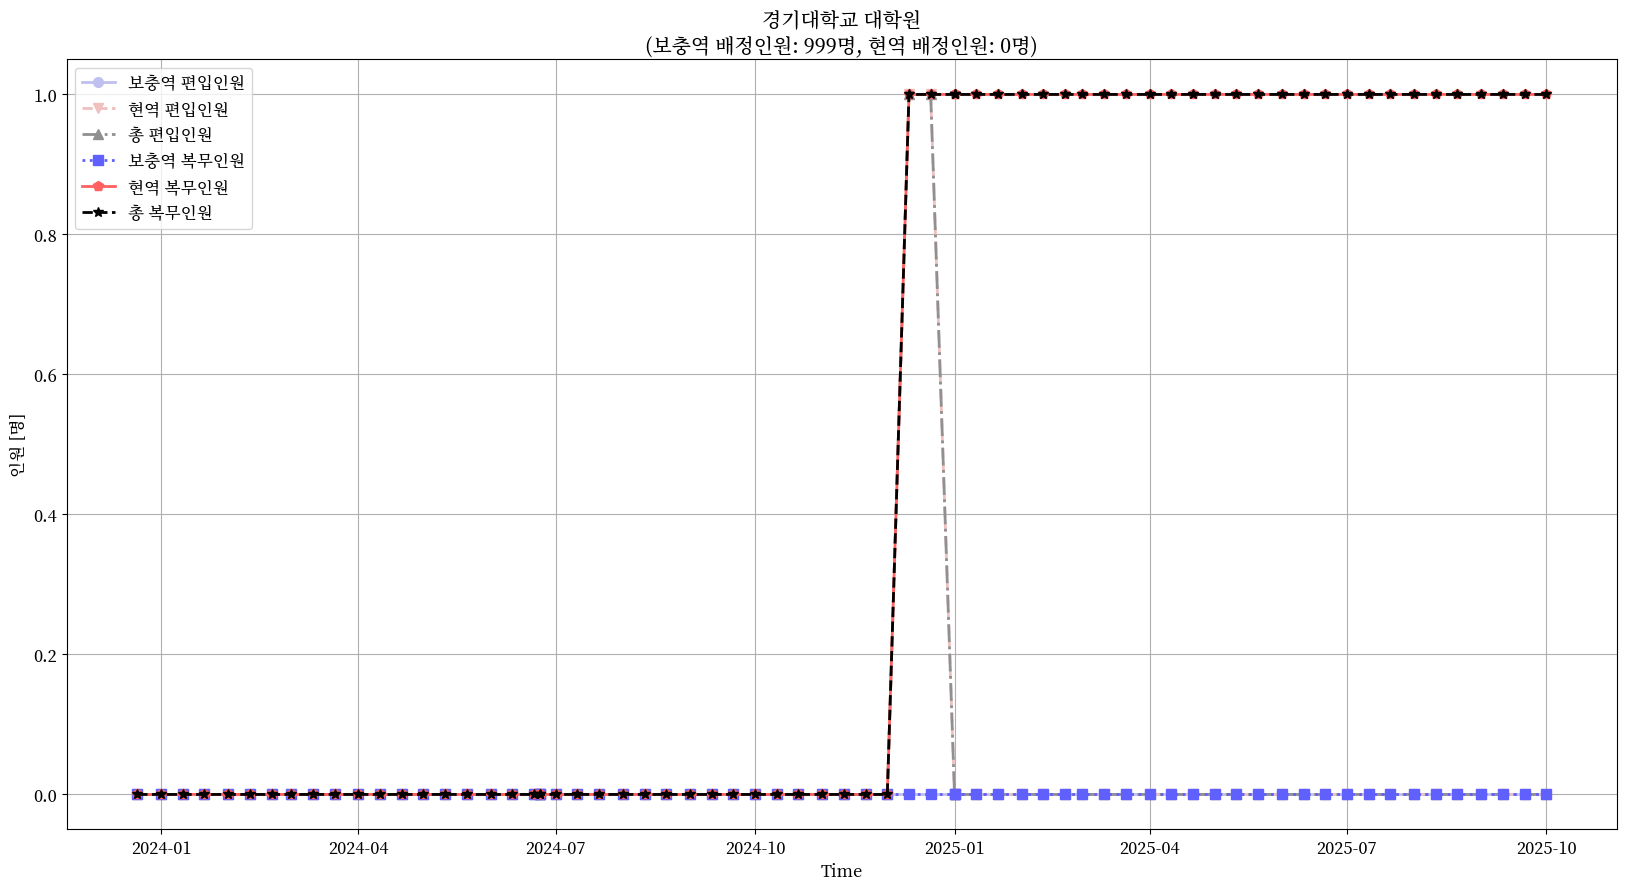 경기대학교 대학원
(보충역 배정인원: 999명, 현역 배정인원: 0명)
보충역 편입인원
현역 편입인원
총 편입인원
보충역 복무인원
현역 복무인원
총 복무인원
1.0
0.8
0.6
0.4
0.2
0.0
인원 [명]
2024-01
2024-04
2024-07
2024-10
2025-01
2025-04
2025-07
2025-10
Time